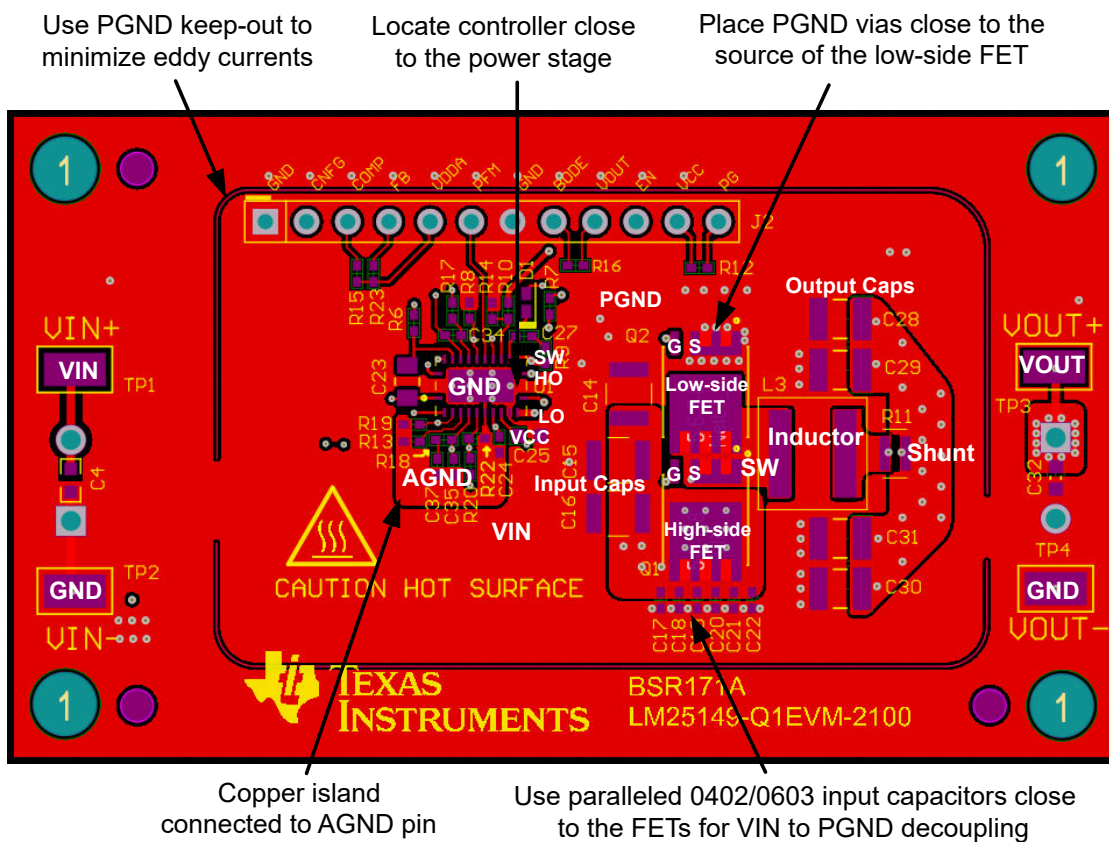 Use PGND keep-out to
minimize eddy currents
Locate controller close
to the power stage
Place PGND vias close to the
source of the low-side FET
1
1
GND
CNFG
COMP
FB
VDDA
PFM
GND
BODE
VOUT
EN
VCC
PG
J2
R15
R23
R16
R12
R17
R8
R14
R10
D1
R7
R6
C34
C27
PGND
Output Caps
C28
Q2
G S
VIN+
VIN
TP1
C23
GND
SW
HO
LO
C14
Low-side
FET
L3
C29
VOUT+
VOUT
TP3
R11
R19
R13
R18
VCC
C25
AGND
R22
C24
C37
C35
R20
C4
Input Caps
C15
C16
G S
SW
Inductor
Shunt
C32
VIN
High-side
FET
Q1
C31
C30
TP4
TP2
GND
VIN-
GND
VOUT-
CAUTION HOT SURFACE
C17
C18
C19
C20
C21
C22
1
TEXAS
INSTRUMENTS
BSR171A
LM25149-Q1EVM-2100
1
Copper island
connected to AGND pin
Use paralleled 0402/0603 input capacitors close
to the FETs for VIN to PGND decoupling